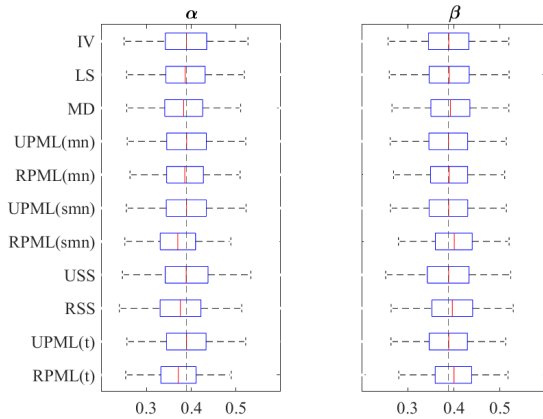 α β
IV
LS
MD
UPML(mn)
RPML(mn)
UPML(smn)
RPML(smn)
USS
RSS
UPML(t)
RPML(t)
0.3 0.4 0.5 0.3 0.4 0.5